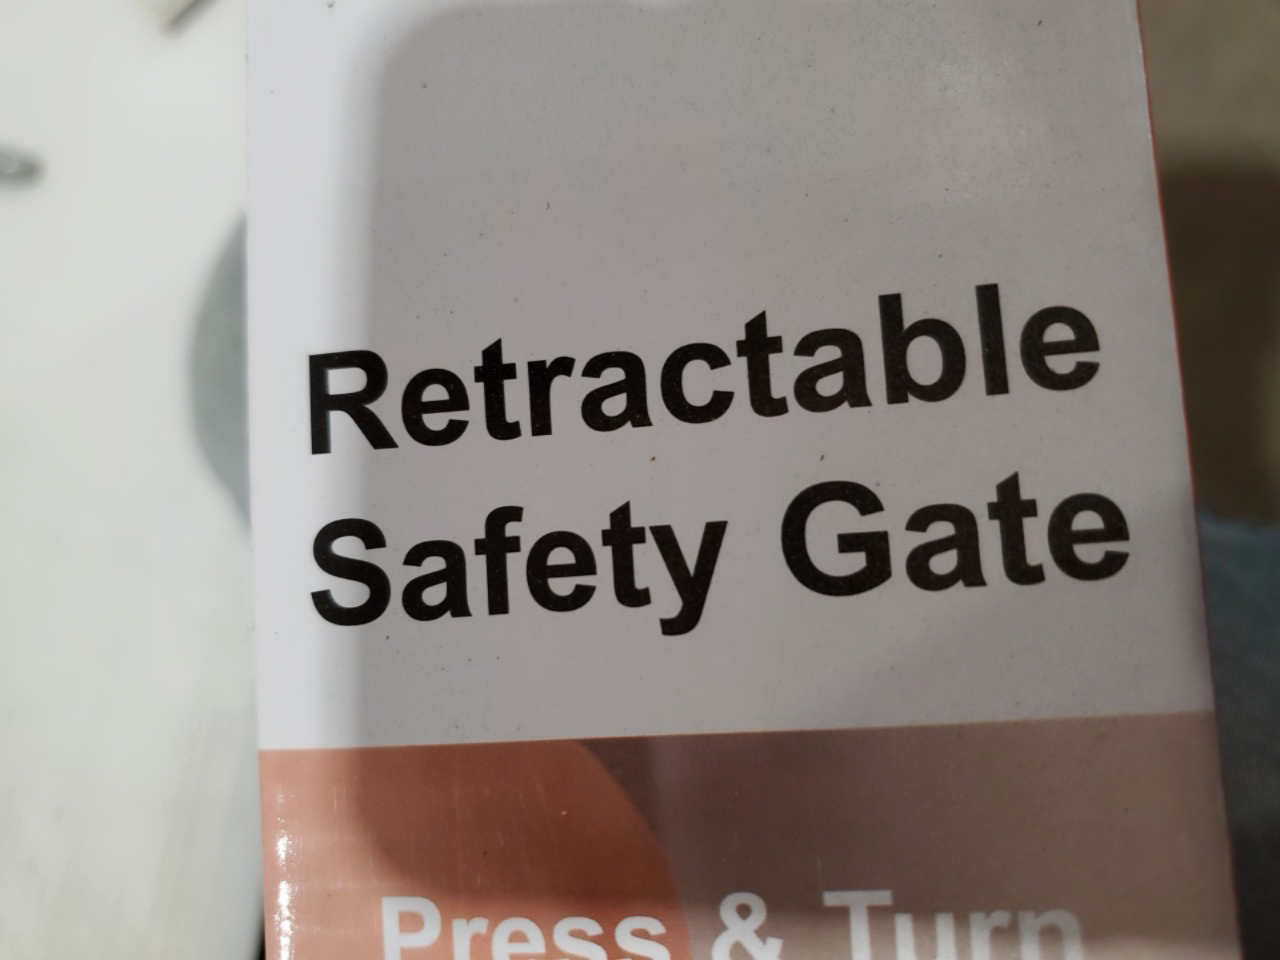 Retractable
Safety Gate
Press & Turn